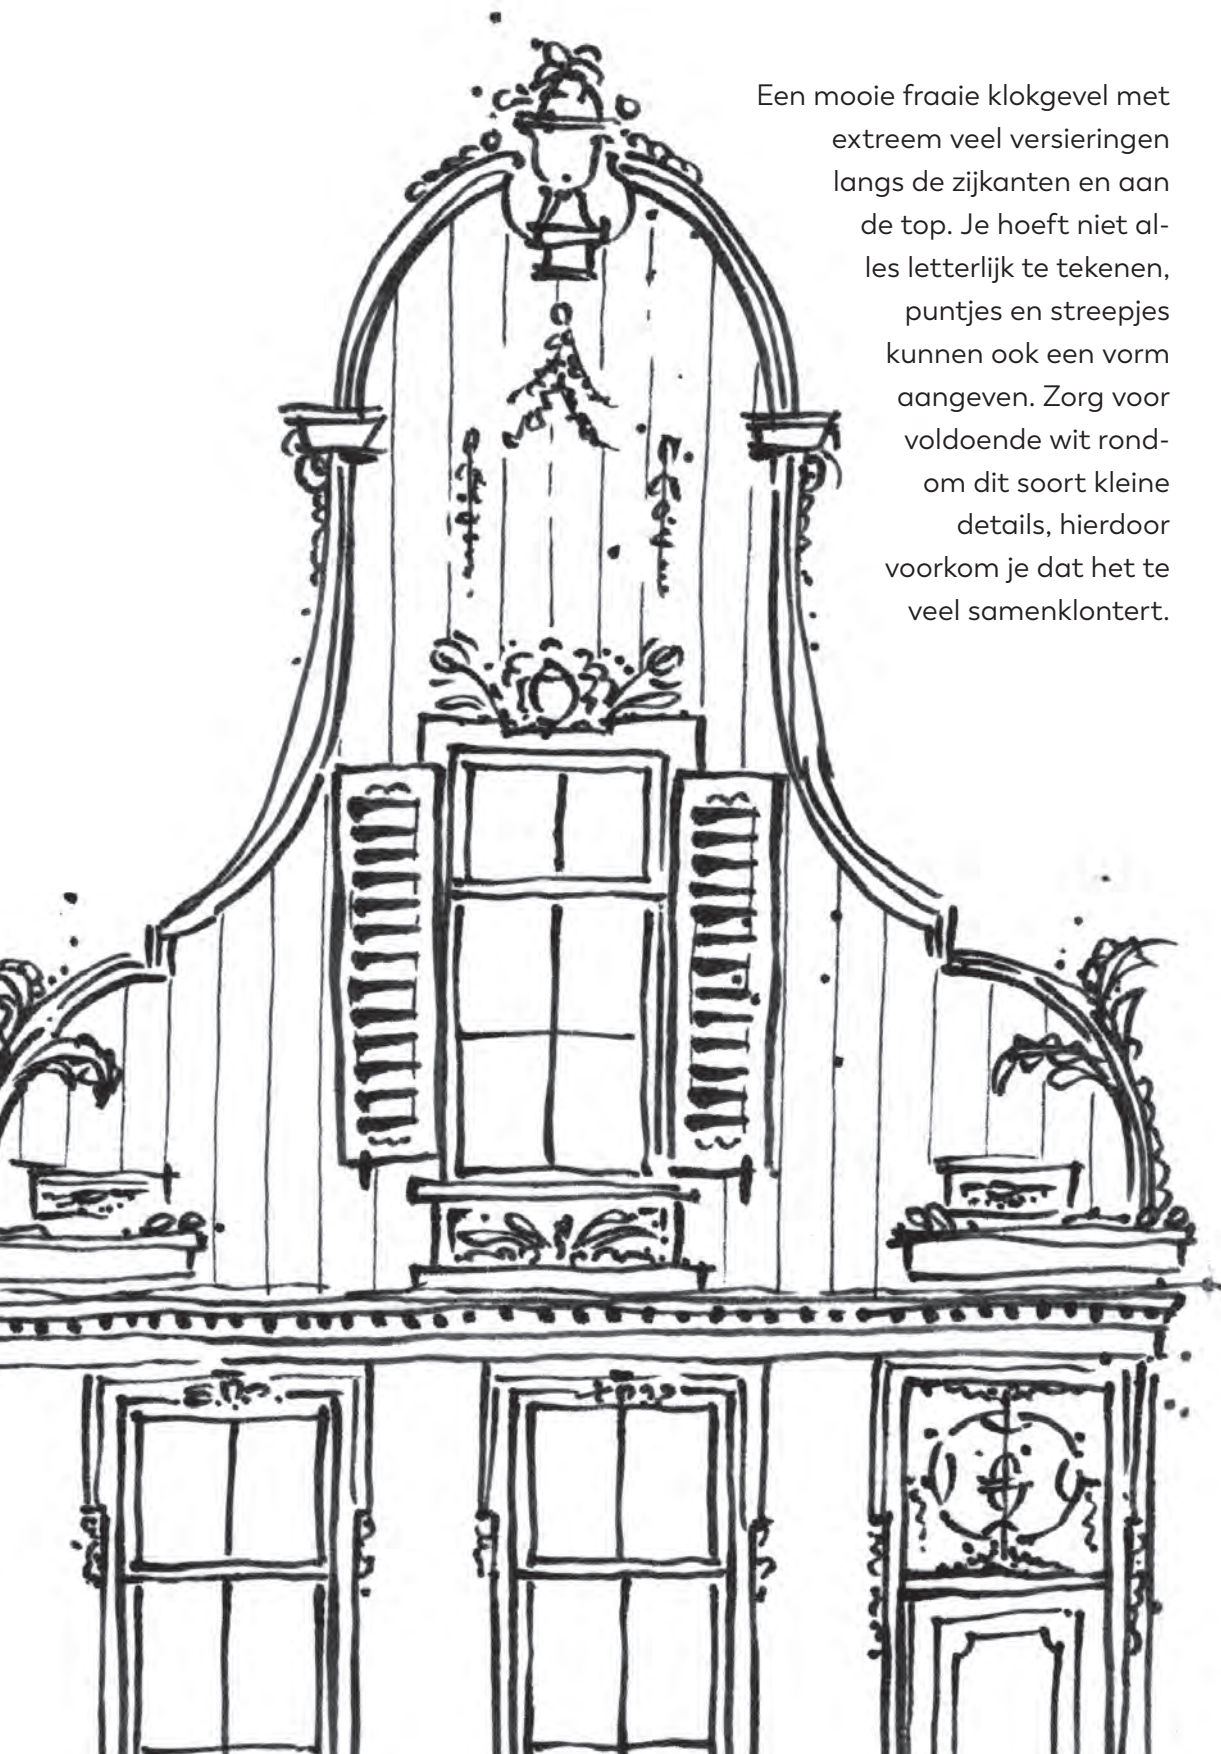 Een mooie fraaie klokgevel met
extreem veel versieringen
langs de zijkanten en aan
de top. Je hoeft niet al-
les letterlijk te tekenen,
puntjes en streepjes
kunnen ook een vorm
aangeven. Zorg voor
voldoende wit rond-
om dit soort kleine
details, hierdoor
voorkom je dat het te
veel samenklontert.